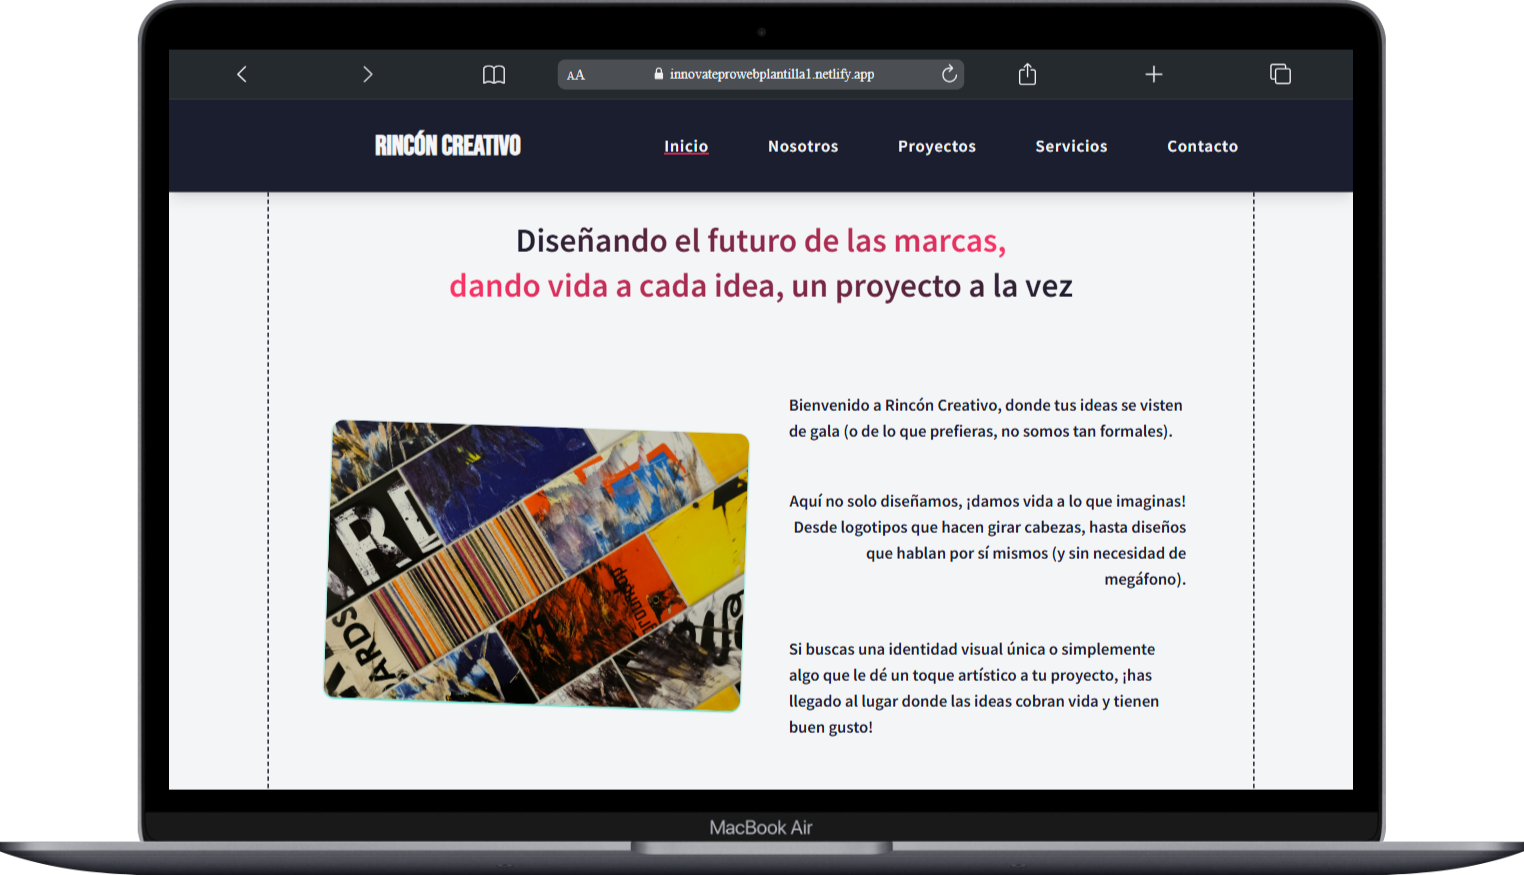 AA
innovateprowebplantilla1.netlify.app
RINCÓN CREATIVO
Inicio
Nosotros
Proyectos
Servicios
Contacto
Diseñando el futuro de las marcas,
dando vida a cada idea, un proyecto a la vez
Bienvenido a Rincón Creativo, donde tus ideas se visten
de gala (o de lo que prefieras, no somos tan formales).
Aquí no solo diseñamos, ¡damos vida a lo que imaginas!
Desde logotipos que hacen girar cabezas, hasta diseños
que hablan por sí mismos (y sin necesidad de
megáfono).
Si buscas una identidad visual única o simplemente
algo que le dé un toque artístico a tu proyecto, ¡has
llegado al lugar donde las ideas cobran vida y tienen
buen gusto!
ARDS
MacBook Air